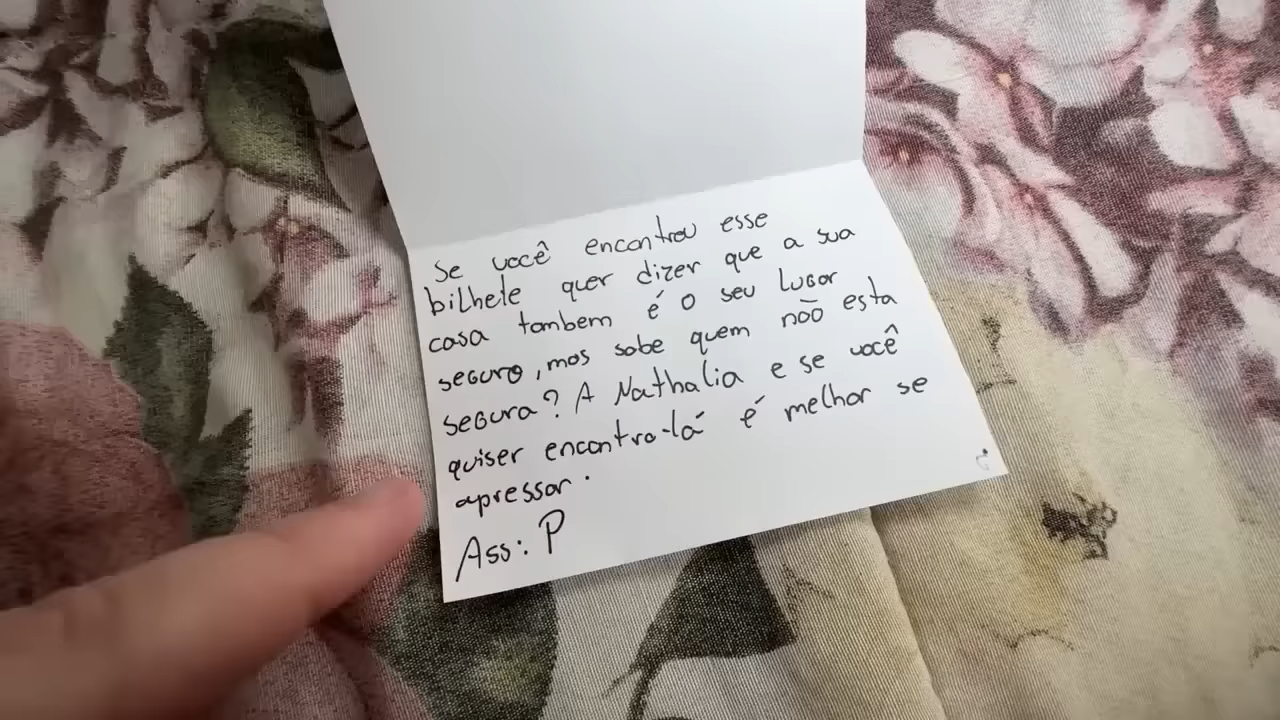 Se você encontrou esse
bilhete quer dizer que a sua
casa tambem é o seu lugar
seguro, mas sabe quem não esta
segura? A Nathalia e se você
quiser encontra-lá é melhor se
apressar.
Ass: P